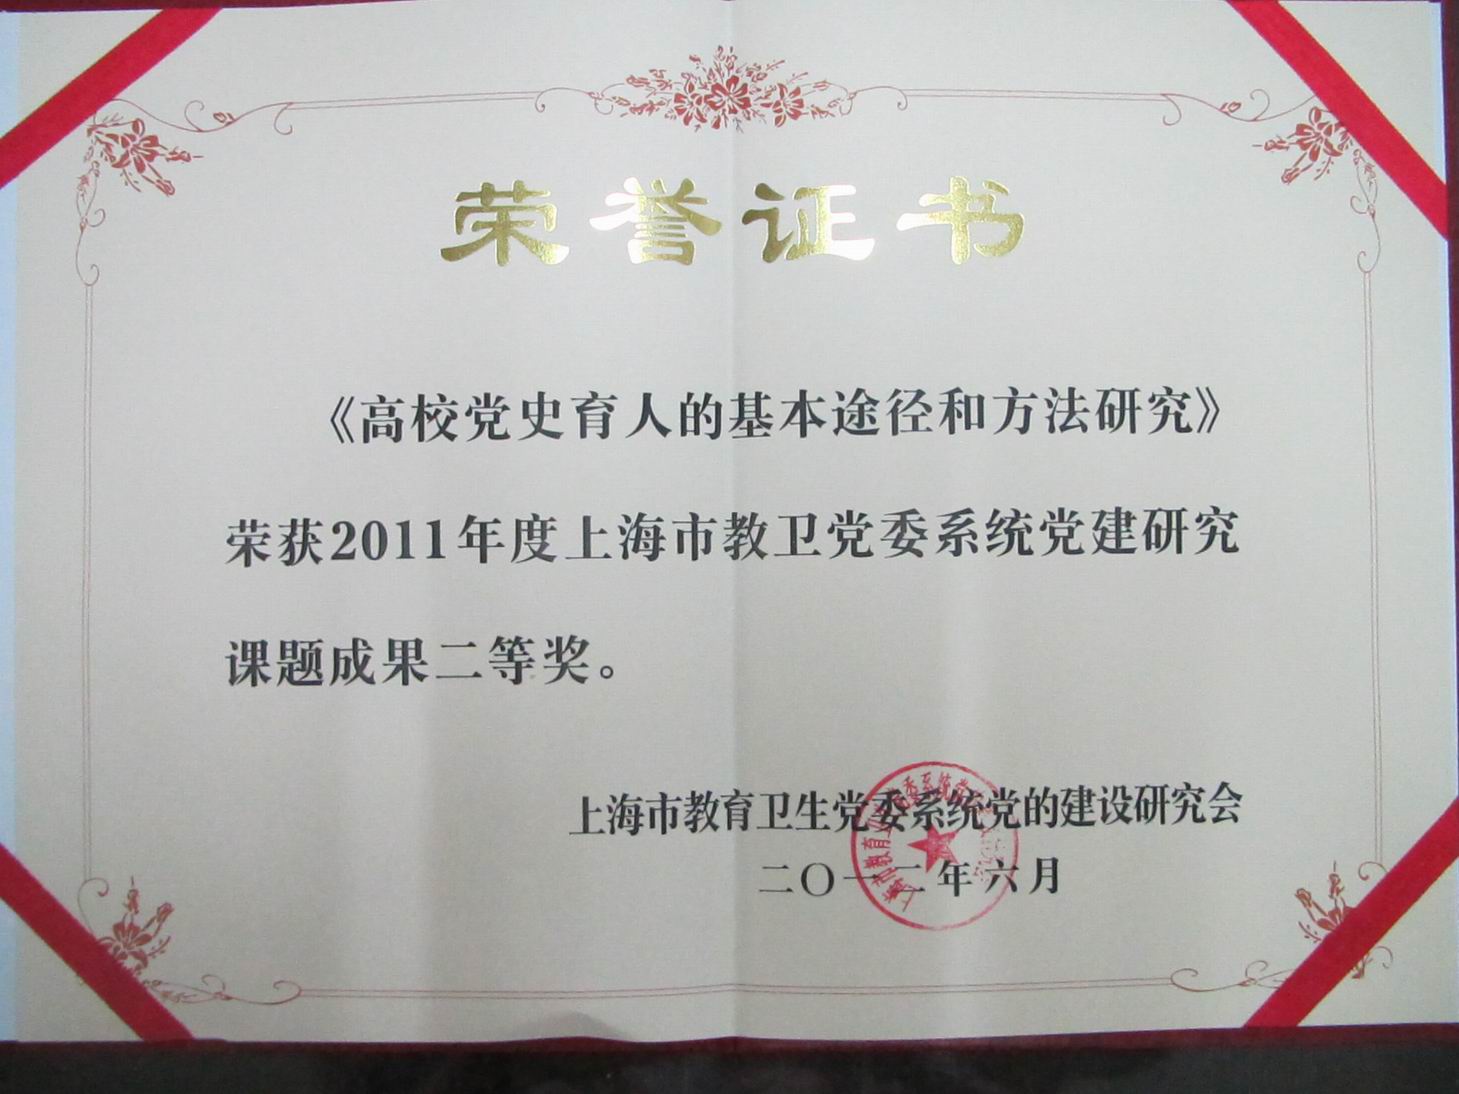 荣誉证书
《高校党史育人的基本途径和方法研究》
荣获2011年度上海市教卫党委系统党建研究
课题成果二等奖。
上海市教育卫生党委系统党的建设研究会
二〇一二年六月